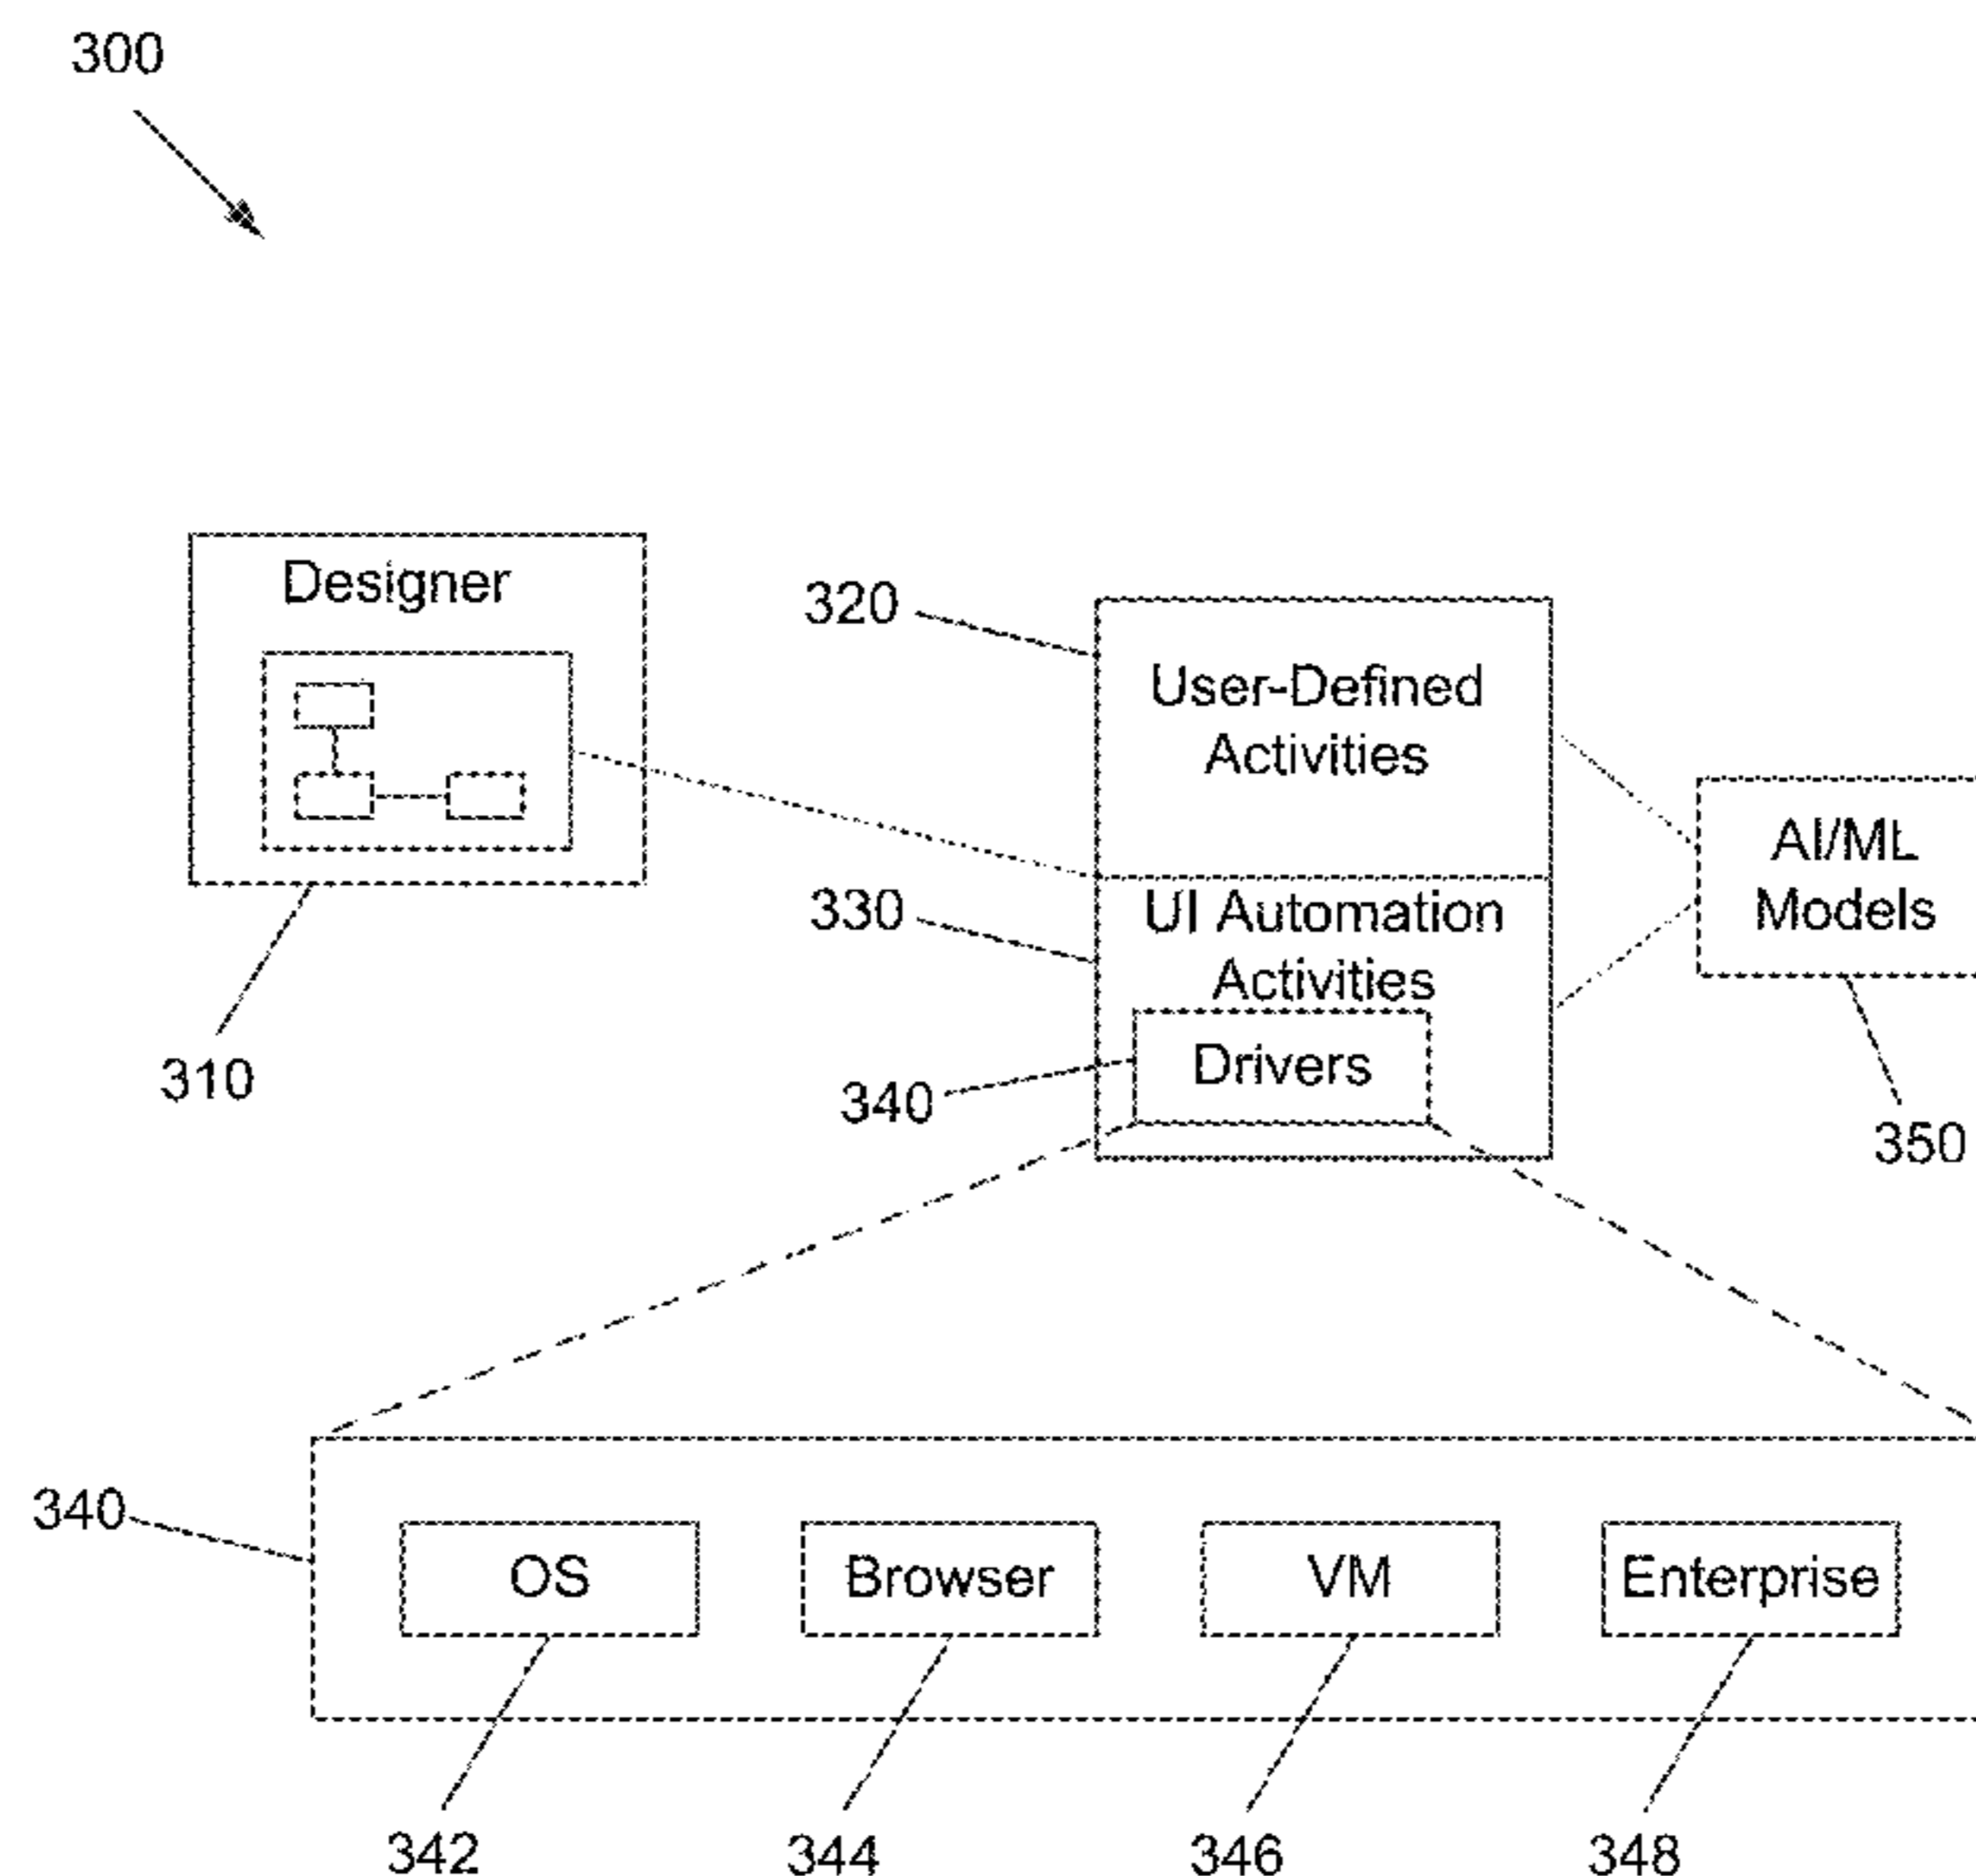 300
Designer
320
User-Defined
Activities
AI/ML
Models
330
UI Automation
Activities
Drivers
310
340
350
340
OS
Browser
VM
Enterprise
342
344
346
348